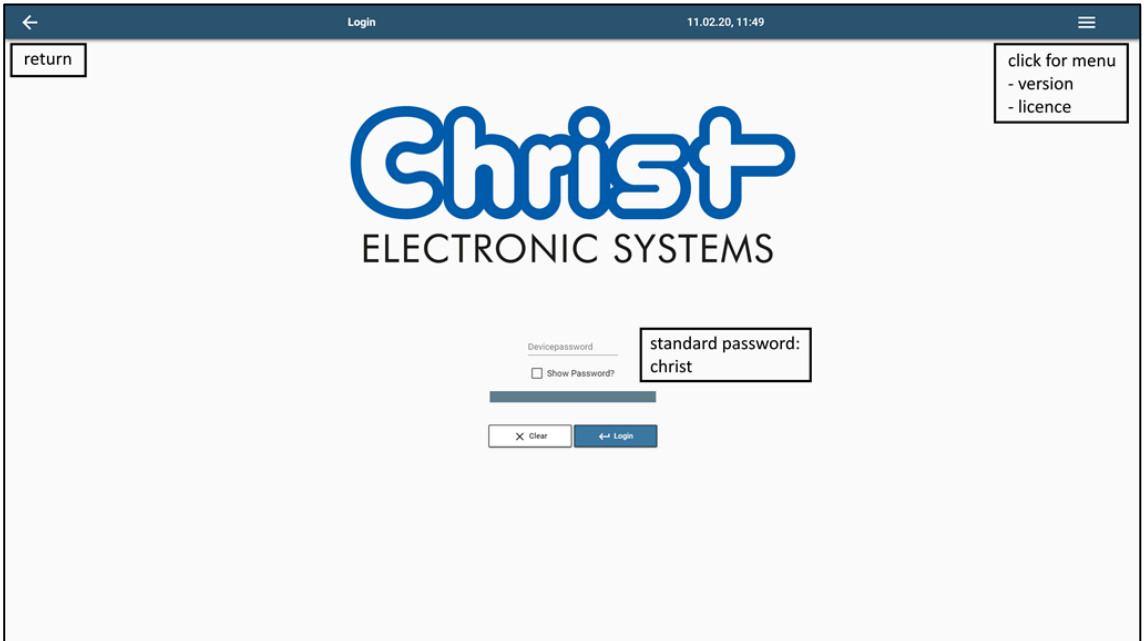 Login
11.02.20, 11:49
return
click for menu
- version
- licence
Christ
ELECTRONIC SYSTEMS
Devicepassword
standard password:
christ
Show Password?
Clear
Login